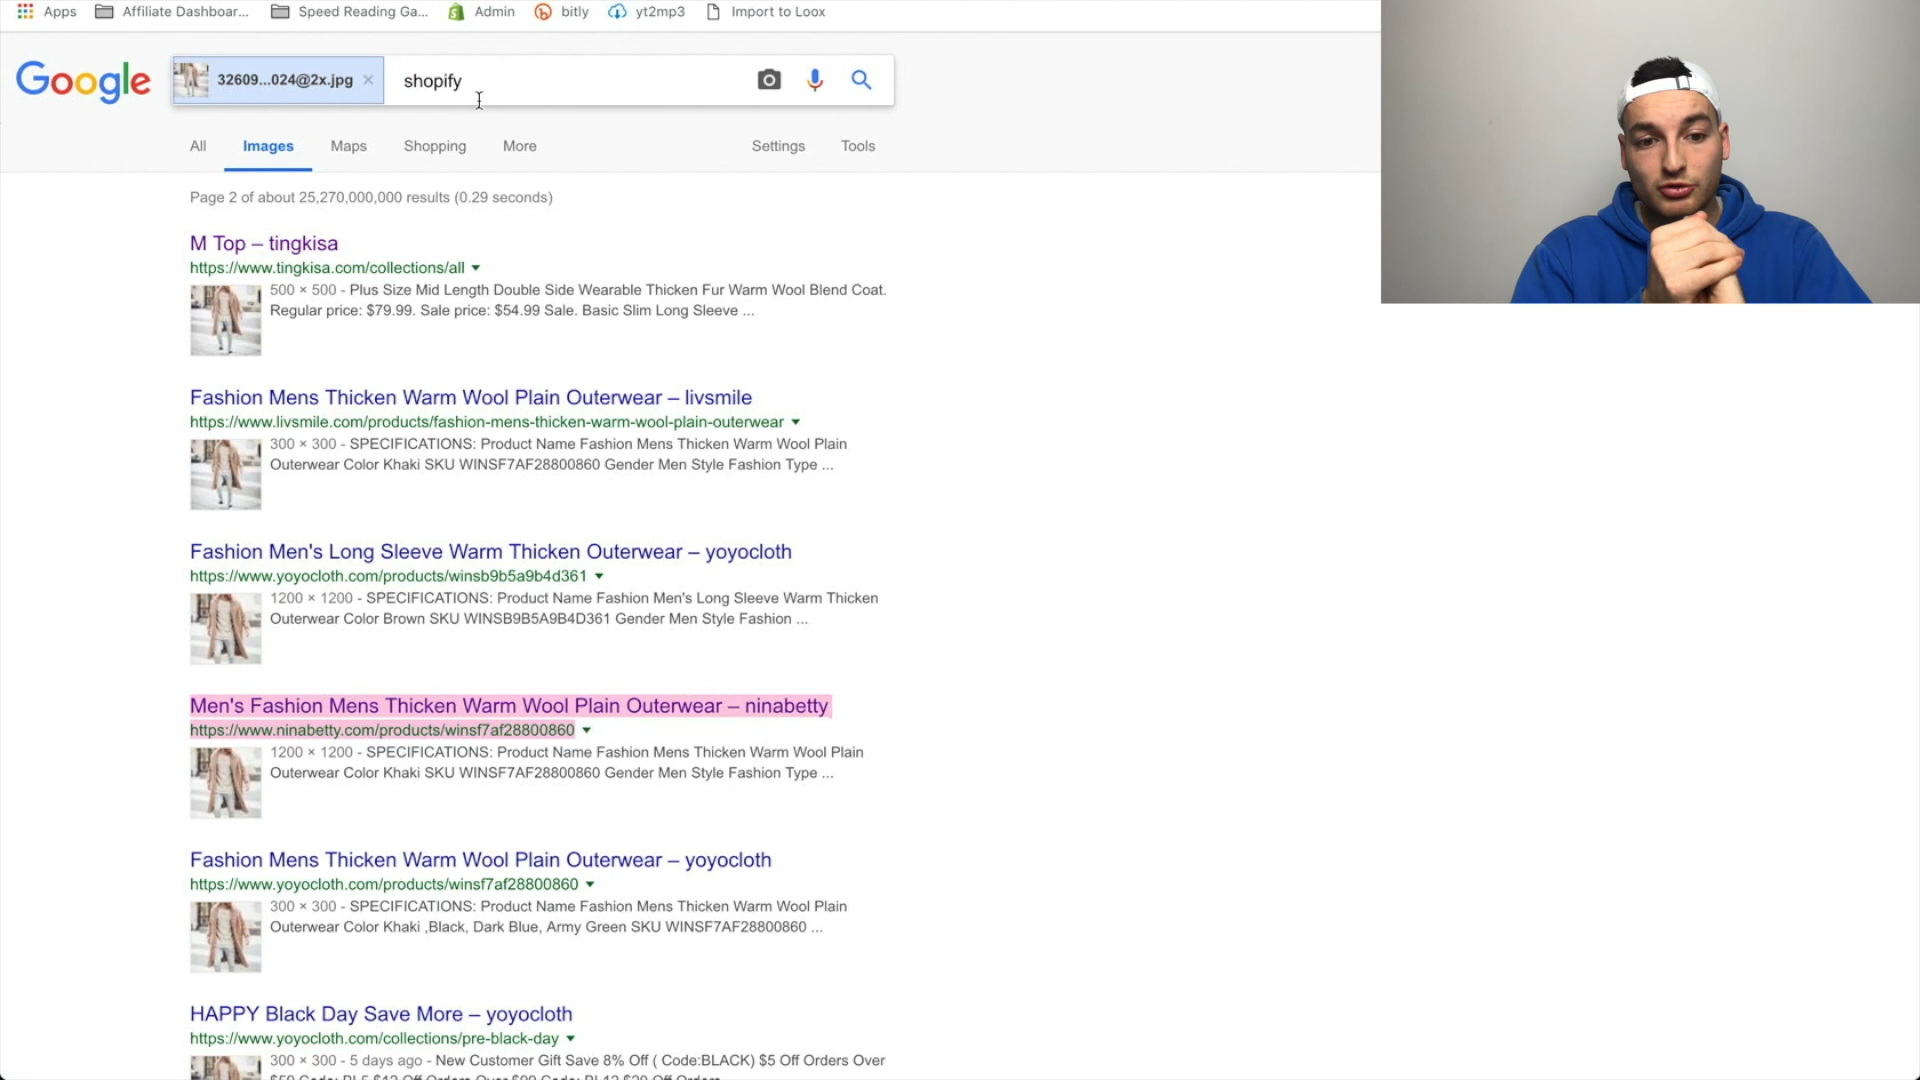 Apps Affiliate Dashboar... Speed Reading Ga... Admin bitly yt2mp3 Import to Loox
Google 32609...024@2x.jpg × shopify
All Images Maps Shopping More Settings Tools
Page 2 of about 25,270,000,000 results (0.29 seconds)
M Top – tingkisa
https://www.tingkisa.com/collections/all
500 × 500 - Plus Size Mid Length Double Side Wearable Thicken Fur Warm Wool Blend Coat.
Regular price: $79.99. Sale price: $54.99 Sale. Basic Slim Long Sleeve ...
Fashion Mens Thicken Warm Wool Plain Outerwear – livsmile
https://www.livsmile.com/products/fashion-mens-thicken-warm-wool-plain-outerwear
300 × 300 - SPECIFICATIONS: Product Name Fashion Mens Thicken Warm Wool Plain
Outerwear Color Khaki SKU WINSF7AF28800860 Gender Men Style Fashion Type ...
Fashion Men's Long Sleeve Warm Thicken Outerwear – yoyocloth
https://www.yoyocloth.com/products/winsb9b5a9b4d361
1200 × 1200 - SPECIFICATIONS: Product Name Fashion Men's Long Sleeve Warm Thicken
Outerwear Color Brown SKU WINSB9B5A9B4D361 Gender Men Style Fashion ...
Men's Fashion Mens Thicken Warm Wool Plain Outerwear – ninabetty
https://www.ninabetty.com/products/winsf7af28800860
1200 × 1200 - SPECIFICATIONS: Product Name Fashion Mens Thicken Warm Wool Plain
Outerwear Color Khaki SKU WINSF7AF28800860 Gender Men Style Fashion Type ...
Fashion Mens Thicken Warm Wool Plain Outerwear – yoyocloth
https://www.yoyocloth.com/products/winsf7af28800860
300 × 300 - SPECIFICATIONS: Product Name Fashion Mens Thicken Warm Wool Plain
Outerwear Color Khaki ,Black, Dark Blue, Army Green SKU WINSF7AF28800860 ...
HAPPY Black Day Save More – yoyocloth
https://www.yoyocloth.com/collections/pre-black-day
300 × 300 - 5 days ago - New Customer Gift Save 8% Off ( Code:BLACK) $5 Off Orders Over